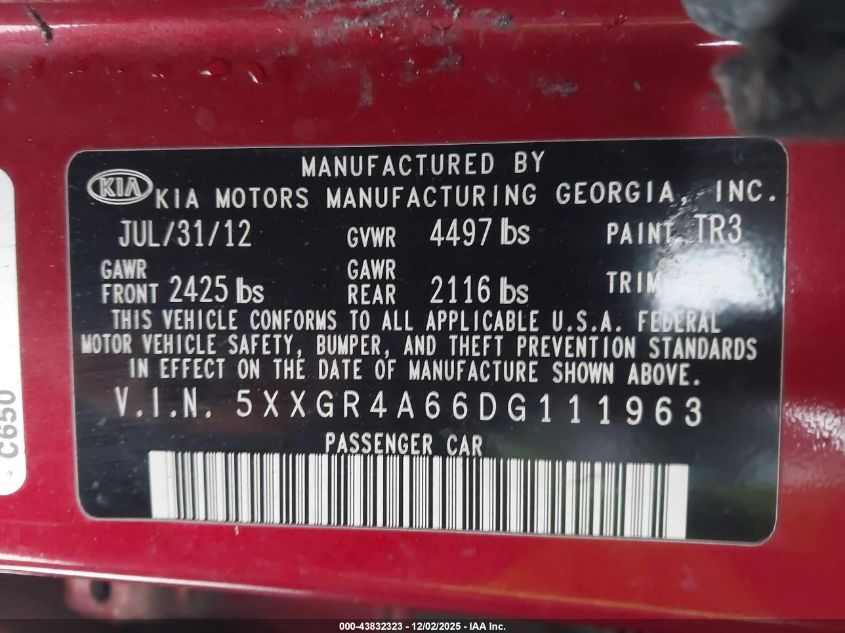 MANUFACTURED BY
KIA KIA MOTORS MANUFACTURING GEORGIA, INC.
JUL/31/12 GVWR 4497 lbs PAINT TR3
GAWR FRONT 2425 lbs GAWR REAR 2116 lbs TRIM
THIS VEHICLE CONFORMS TO ALL APPLICABLE U.S.A. FEDERAL
MOTOR VEHICLE SAFETY, BUMPER, AND THEFT PREVENTION STANDARDS
IN EFFECT ON THE DATE OF MANUFACTURE SHOWN ABOVE.
V.I.N. 5XXGR4A66DG111963
PASSENGER CAR
C650
000-43832323 - 12/02/2025 - IAA Inc.